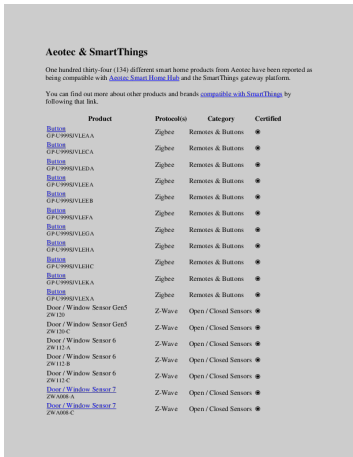 Aeotec & SmartThings
One hundred thirty-four (134) different smart home products from Aeotec have been reported as
being compatible with Aeotec Smart Home Hub and the SmartThings gateway platform.
You can find out more about other products and brands compatible with SmartThings by
following that link.
Product Protocol(s) Category Certified
Button
GP-U999SJVLEAA Zigbee Remotes & Buttons ◉
Button
GP-U999SJVLECA Zigbee Remotes & Buttons ◉
Button
GP-U999SJVLEDA Zigbee Remotes & Buttons ◉
Button
GP-U999SJVLEEA Zigbee Remotes & Buttons ◉
Button
GP-U999SJVLEEB Zigbee Remotes & Buttons ◉
Button
GP-U999SJVLEFA Zigbee Remotes & Buttons ◉
Button
GP-U999SJVLEGA Zigbee Remotes & Buttons ◉
Button
GP-U999SJVLEHA Zigbee Remotes & Buttons ◉
Button
GP-U999SJVLEHC Zigbee Remotes & Buttons ◉
Button
GP-U999SJVLEKA Zigbee Remotes & Buttons ◉
Button
GP-U999SJVLEXA Zigbee Remotes & Buttons ◉
Door / Window Sensor Gen5
ZW120 Z-Wave Open / Closed Sensors ◉
Door / Window Sensor Gen5
ZW120-C Z-Wave Open / Closed Sensors ◉
Door / Window Sensor 6
ZW112-A Z-Wave Open / Closed Sensors ◉
Door / Window Sensor 6
ZW112-B Z-Wave Open / Closed Sensors ◉
Door / Window Sensor 6
ZW112-C Z-Wave Open / Closed Sensors ◉
Door / Window Sensor 7
ZWA008-A Z-Wave Open / Closed Sensors ◉
Door / Window Sensor 7
ZWA008-C Z-Wave Open / Closed Sensors ◉